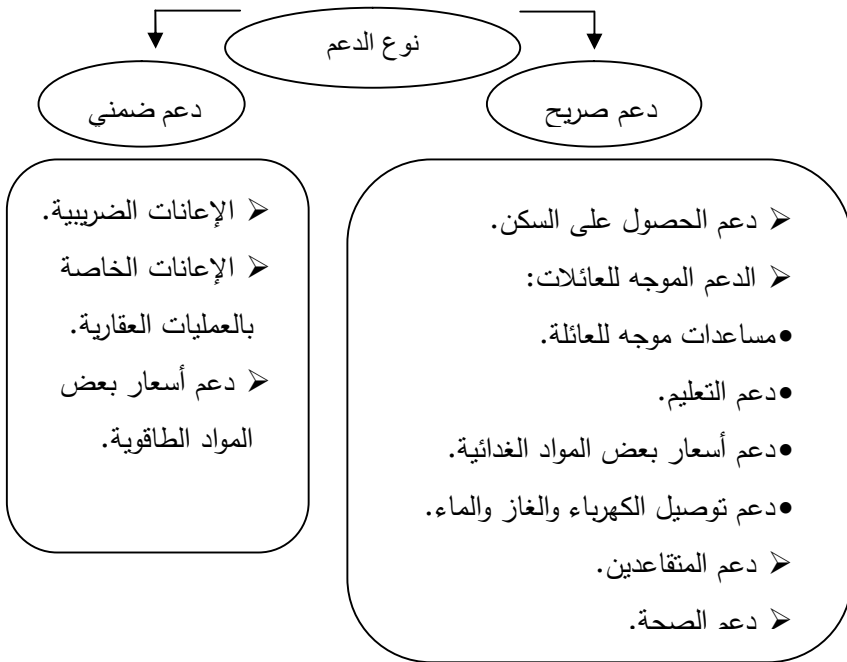 نوع الدعم
دعم صريح
دعم ضمني
➢ دعم الحصول على السكن.
➢ الدعم الموجه للعائلات:
•مساعدات موجه للعائلة.
•دعم التعليم.
•دعم أسعار بعض المواد الغدائية.
•دعم توصيل الكهرباء والغاز والماء.
➢ دعم المتقاعدين.
➢ دعم الصحة.
➢ الإعانات الضريبية.
➢ الإعانات الخاصة
بالعمليات العقارية.
➢ دعم أسعار بعض
المواد الطاقوية.